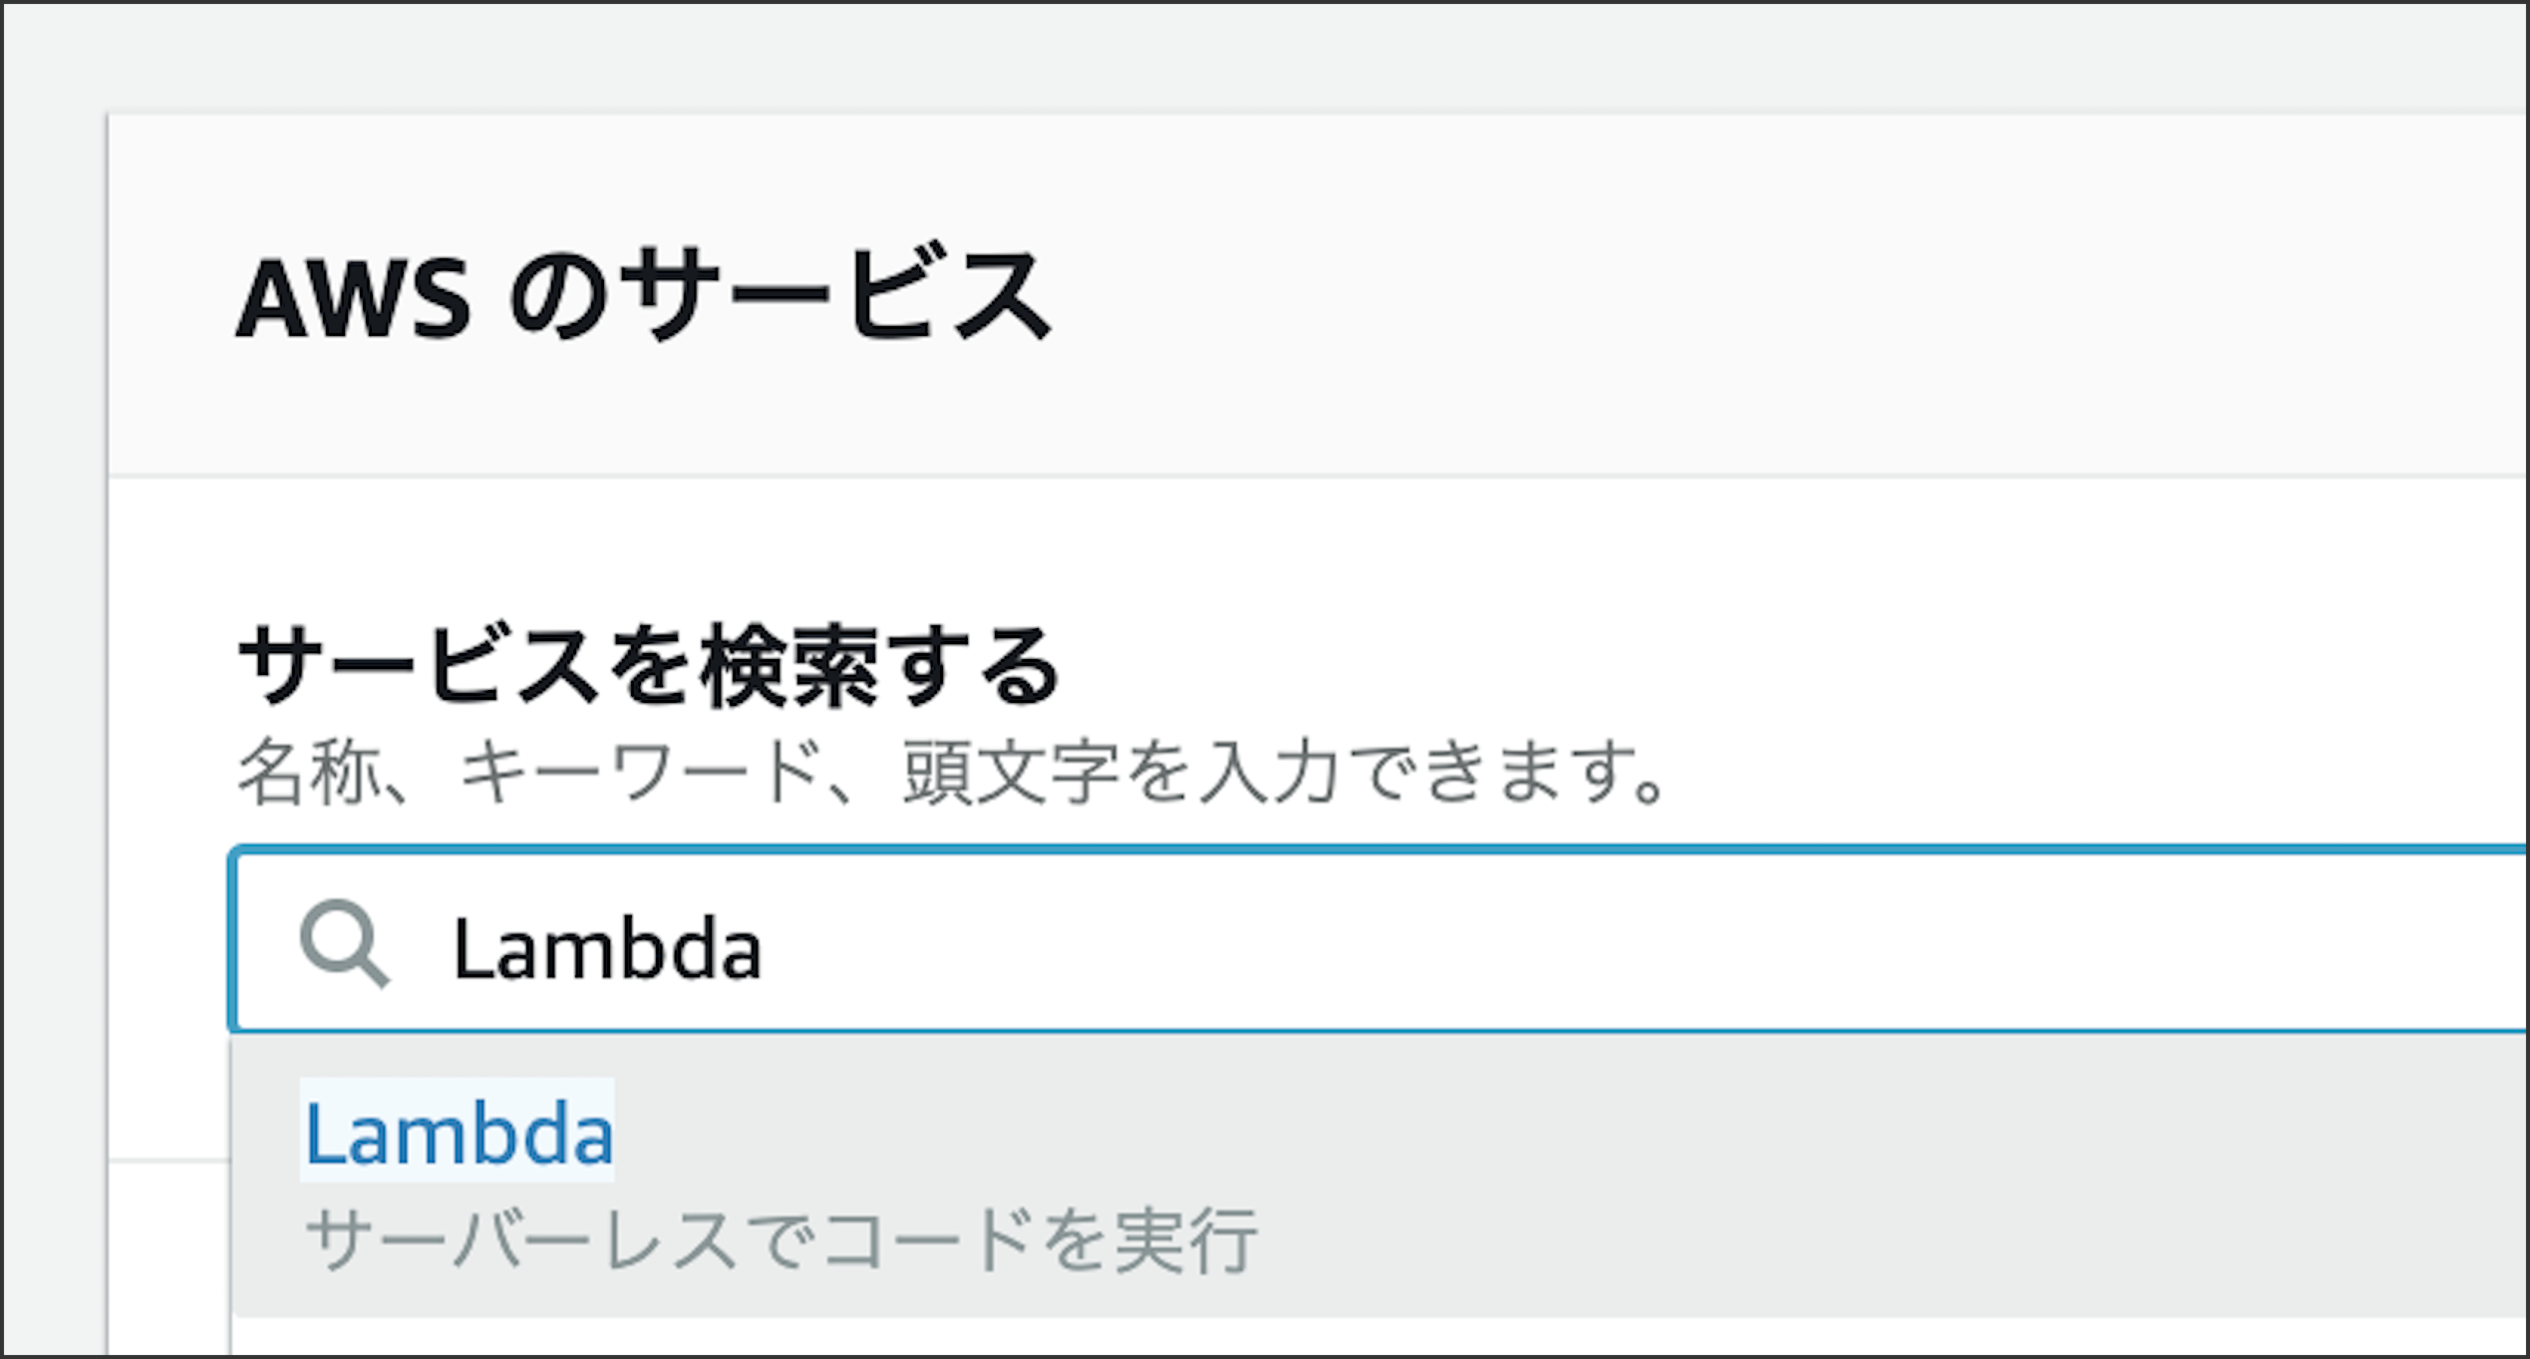 AWS のサービス
サービスを検索する
名称、キーワード、頭文字を入力できます。
Lambda
Lambda
サーバーレスでコードを実行